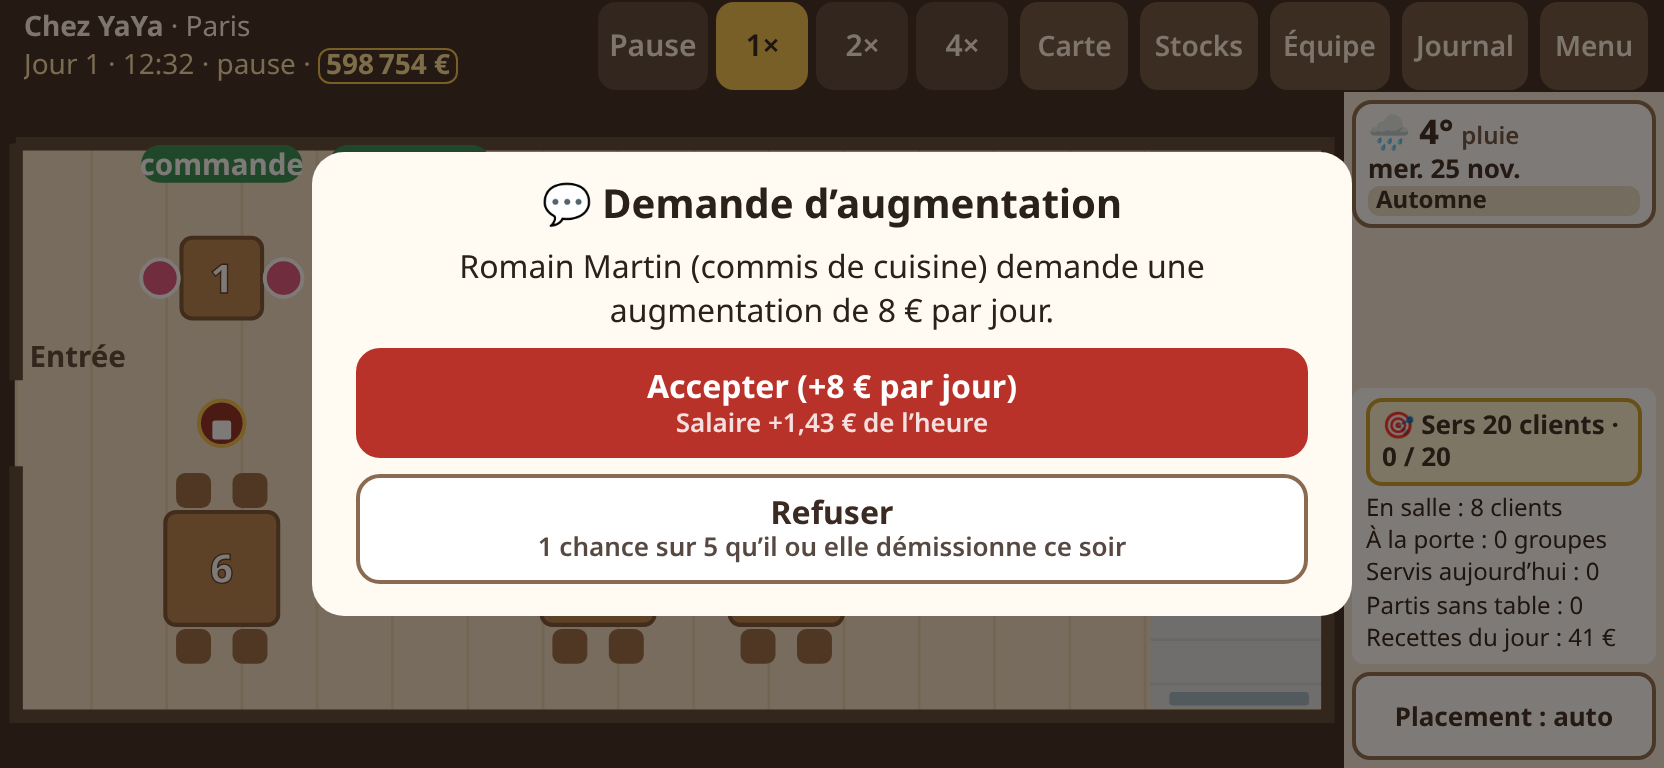 Chez YaYa · Paris
Jour 1 · 12:32 · pause · 598 754 €
Pause
1×
2×
4×
Carte
Stocks
Équipe
Journal
Menu
commande
1
Entrée
6
💬 Demande d’augmentation
Romain Martin (commis de cuisine) demande une
augmentation de 8 € par jour.
Accepter (+8 € par jour)
Salaire +1,43 € de l’heure
Refuser
1 chance sur 5 qu’il ou elle démissionne ce soir
🌧️ 4° pluie
mer. 25 nov.
Automne
🎯 Sers 20 clients ·
0 / 20
En salle : 8 clients
À la porte : 0 groupes
Servis aujourd’hui : 0
Partis sans table : 0
Recettes du jour : 41 €
Placement : auto